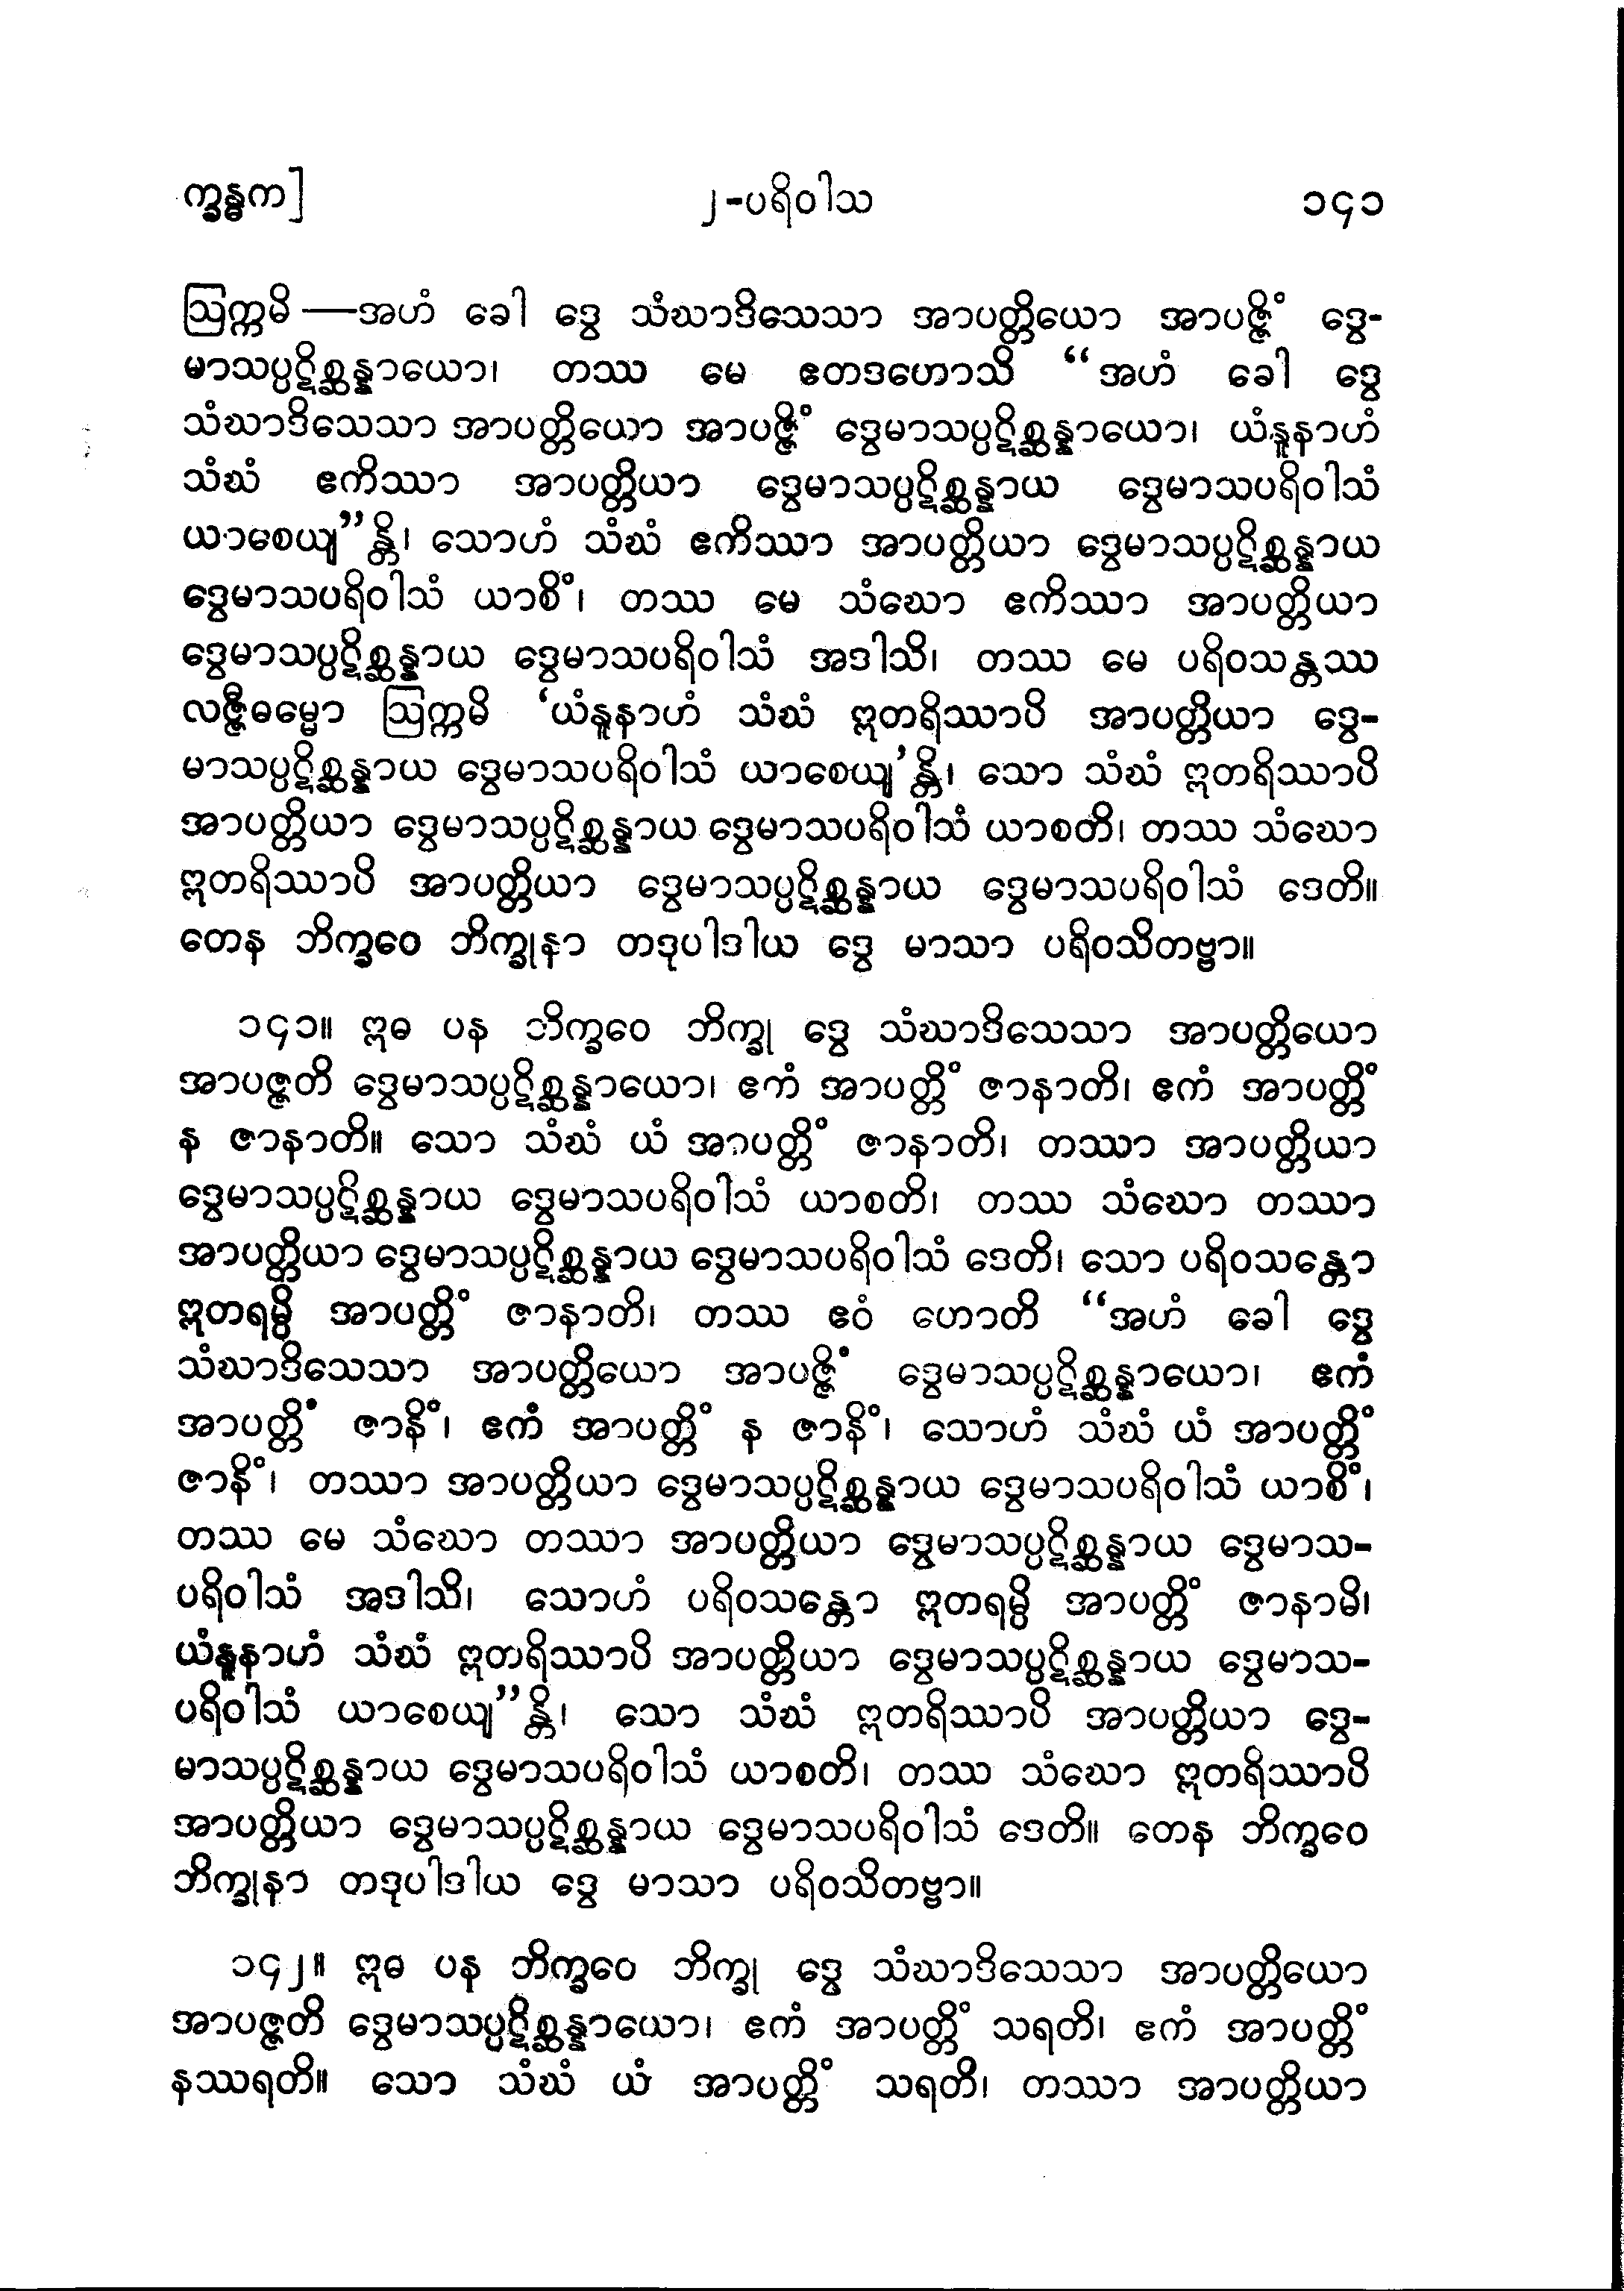 က္ခန္ဓက]
၂-ပရိဝါသ
၁၄၁
ဩက္ကမိ — အဟံ ခေါ ဒွေ သံဃာဒိသေသာ အာပတ္တိယော အာပဇ္ဇိံ ဒွေ-
မာသပ္ပဋိစ္ဆန္နာယော၊ တဿ မေ ဧတဒဟောသိ “အဟံ ခေါ ဒွေ
သံဃာဒိသေသာ အာပတ္တိယော အာပဇ္ဇိံ ဒွေမာသပ္ပဋိစ္ဆန္နာယော၊ ယံနူနာဟံ
သံဃံ ဧကိဿာ အာပတ္တိယာ ဒွေမာသပ္ပဋိစ္ဆန္နာယ ဒွေမာသပရိဝါသံ
ယာစေယျ”န္တိ၊ သောဟံ သံဃံ ဧကိဿာ အာပတ္တိယာ ဒွေမာသပ္ပဋိစ္ဆန္နာယ
ဒွေမာသပရိဝါသံ ယာစိံ၊ တဿ မေ သံဃော ဧကိဿာ အာပတ္တိယာ
ဒွေမာသပ္ပဋိစ္ဆန္နာယ ဒွေမာသပရိဝါသံ အဒါသိ၊ တဿ မေ ပရိဝသန္တဿ
လဇ္ဇီဓမ္မော ဩက္ကမိ ‘ယံနူနာဟံ သံဃံ ဣတရိဿာပိ အာပတ္တိယာ ဒွေ-
မာသပ္ပဋိစ္ဆန္နာယ ဒွေမာသပရိဝါသံ ယာစေယျ’န္တိ၊ သော သံဃံ ဣတရိဿာပိ
အာပတ္တိယာ ဒွေမာသပ္ပဋိစ္ဆန္နာယ ဒွေမာသပရိဝါသံ ယာစတိ၊ တဿ သံဃော
ဣတရိဿာပိ အာပတ္တိယာ ဒွေမာသပ္ပဋိစ္ဆန္နာယ ဒွေမာသပရိဝါသံ ဒေတိ။
တေန ဘိက္ခဝေ ဘိက္ခုနာ တဒုပါဒါယ ဒွေ မာသာ ပရိဝသိတဗ္ဗာ။
၁၄၁။ ဣဓ ပန ဘိက္ခဝေ ဘိက္ခု ဒွေ သံဃာဒိသေသာ အာပတ္တိယော
အာပဇ္ဇတိ ဒွေမာသပ္ပဋိစ္ဆန္နာယော၊ ဧကံ အာပတ္တိံ ဇာနာတိ၊ ဧကံ အာပတ္တိံ
န ဇာနာတိ။ သော သံဃံ ယံ အာပတ္တိံ ဇာနာတိ၊ တဿာ အာပတ္တိယာ
ဒွေမာသပ္ပဋိစ္ဆန္နာယ ဒွေမာသပရိဝါသံ ယာစတိ၊ တဿ သံဃော တဿာ
အာပတ္တိယာ ဒွေမာသပ္ပဋိစ္ဆန္နာယ ဒွေမာသပရိဝါသံ ဒေတိ၊ သော ပရိဝသန္တော
ဣတရမ္ပိ အာပတ္တိံ ဇာနာတိ၊ တဿ ဧဝံ ဟောတိ “အဟံ ခေါ ဒွေ
သံဃာဒိသေသာ အာပတ္တိယော အာပဇ္ဇိံ ဒွေမာသပ္ပဋိစ္ဆန္နာယော၊ ဧကံ
အာပတ္တိံ ဇာနိံ၊ ဧကံ အာပတ္တိံ န ဇာနိံ၊ သောဟံ သံဃံ ယံ အာပတ္တိံ
ဇာနိံ၊ တဿာ အာပတ္တိယာ ဒွေမာသပ္ပဋိစ္ဆန္နာယ ဒွေမာသပရိဝါသံ ယာစိံ၊
တဿ မေ သံဃော တဿာ အာပတ္တိယာ ဒွေမာသပ္ပဋိစ္ဆန္နာယ ဒွေမာသ-
ပရိဝါသံ အဒါသိ၊ သောဟံ ပရိဝသန္တော ဣတရမ္ပိ အာပတ္တိံ ဇာနာမိ၊
ယံနူနာဟံ သံဃံ ဣတရိဿာပိ အာပတ္တိယာ ဒွေမာသပ္ပဋိစ္ဆန္နာယ ဒွေမာသ-
ပရိဝါသံ ယာစေယျ”န္တိ၊ သော သံဃံ ဣတရိဿာပိ အာပတ္တိယာ ဒွေ-
မာသပ္ပဋိစ္ဆန္နာယ ဒွေမာသပရိဝါသံ ယာစတိ၊ တဿ သံဃော ဣတရိဿာပိ
အာပတ္တိယာ ဒွေမာသပ္ပဋိစ္ဆန္နာယ ဒွေမာသပရိဝါသံ ဒေတိ။ တေန ဘိက္ခဝေ
ဘိက္ခုနာ တဒုပါဒါယ ဒွေ မာသာ ပရိဝသိတဗ္ဗာ။
၁၄၂။ ဣဓ ပန ဘိက္ခဝေ ဘိက္ခု ဒွေ သံဃာဒိသေသာ အာပတ္တိယော
အာပဇ္ဇတိ ဒွေမာသပ္ပဋိစ္ဆန္နာယော၊ ဧကံ အာပတ္တိံ သရတိ၊ ဧကံ အာပတ္တိံ
နဿရတိ။ သော သံဃံ ယံ အာပတ္တိံ သရတိ၊ တဿာ အာပတ္တိယာ